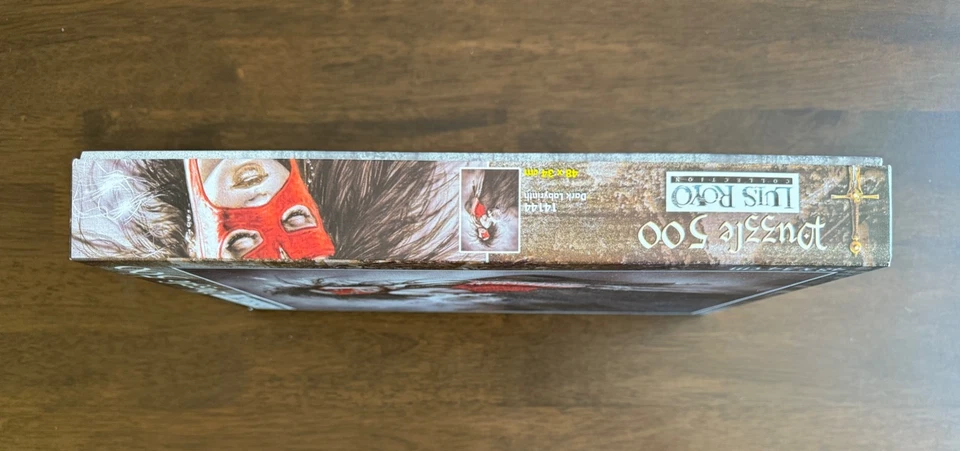 Puzzle 500
LUIS ROYO
COLLECTION
14144
Dark Labyrinth
48 x 34 cm